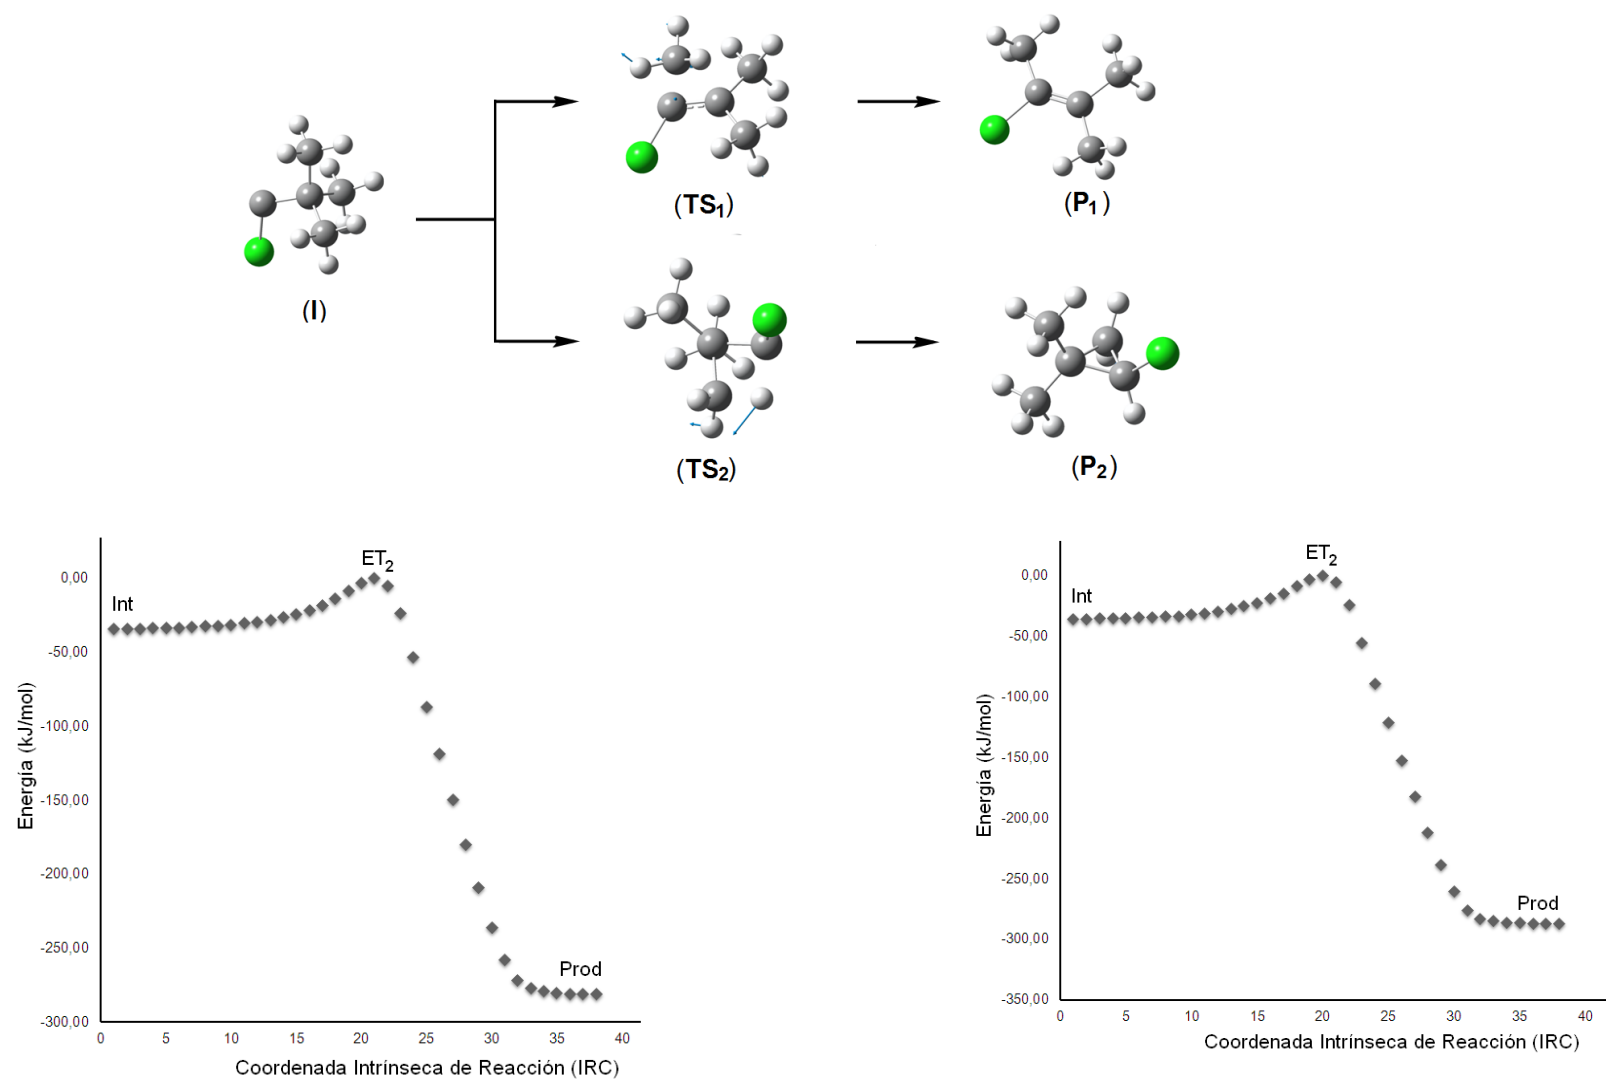 (I)
(TS₁)
(P₁)
(TS₂)
(P₂)
Energía (kJ/mol)
0,00
-50,00
-100,00
-150,00
-200,00
-250,00
-300,00
Int
ET₂
Prod
0 5 10 15 20 25 30 35 40
Coordenada Intrínseca de Reacción (IRC)
Energía (kJ/mol)
0,00
-50,00
-100,00
-150,00
-200,00
-250,00
-300,00
-350,00
Int
ET₂
Prod
0 5 10 15 20 25 30 35 40
Coordenada Intrínseca de Reacción (IRC)